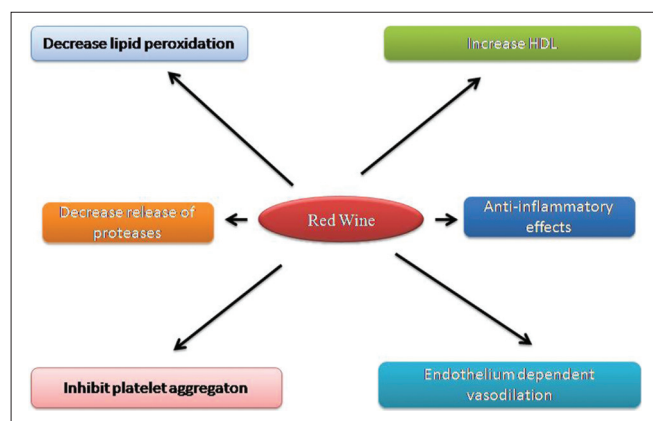 Decrease lipid peroxidation
Increase HDL
Decrease release of
proteases
Red Wine
Anti-inflammatory
effects
Inhibit platelet aggregaton
Endothelium dependent
vasodilation